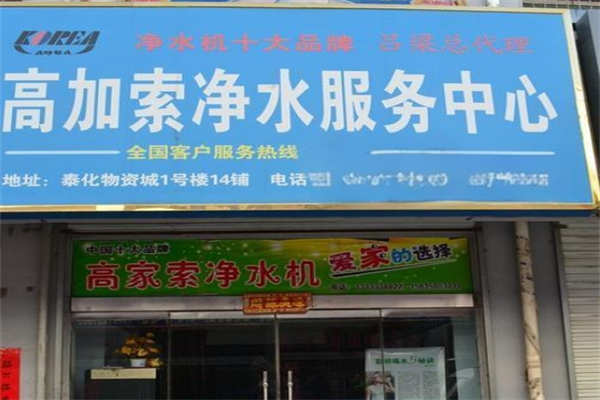 KOREA
净水机十大品牌 吕梁总代理
高加索净水服务中心
全国客户服务热线
地址：泰化物资城1号楼14铺 电话
中国十大品牌
高家索净水机 爱家的选择